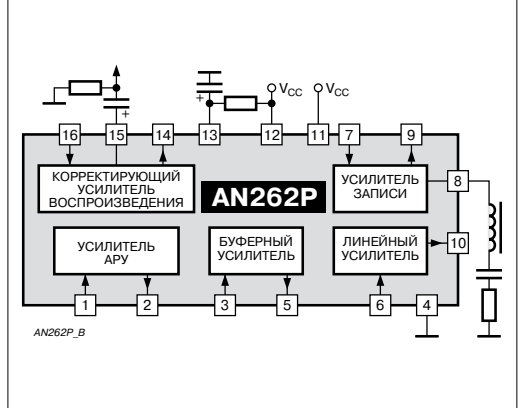 VCC VCC
16 15 14 13 12 11 7 9
КОРРЕКТИРУЮЩИЙ
УСИЛИТЕЛЬ
ВОСПРОИЗВЕДЕНИЯ
AN262P
УСИЛИТЕЛЬ
ЗАПИСИ
8
УСИЛИТЕЛЬ
АРУ
БУФЕРНЫЙ
УСИЛИТЕЛЬ
ЛИНЕЙНЫЙ
УСИЛИТЕЛЬ
10
1 2 3 5 6 4
AN262P_B